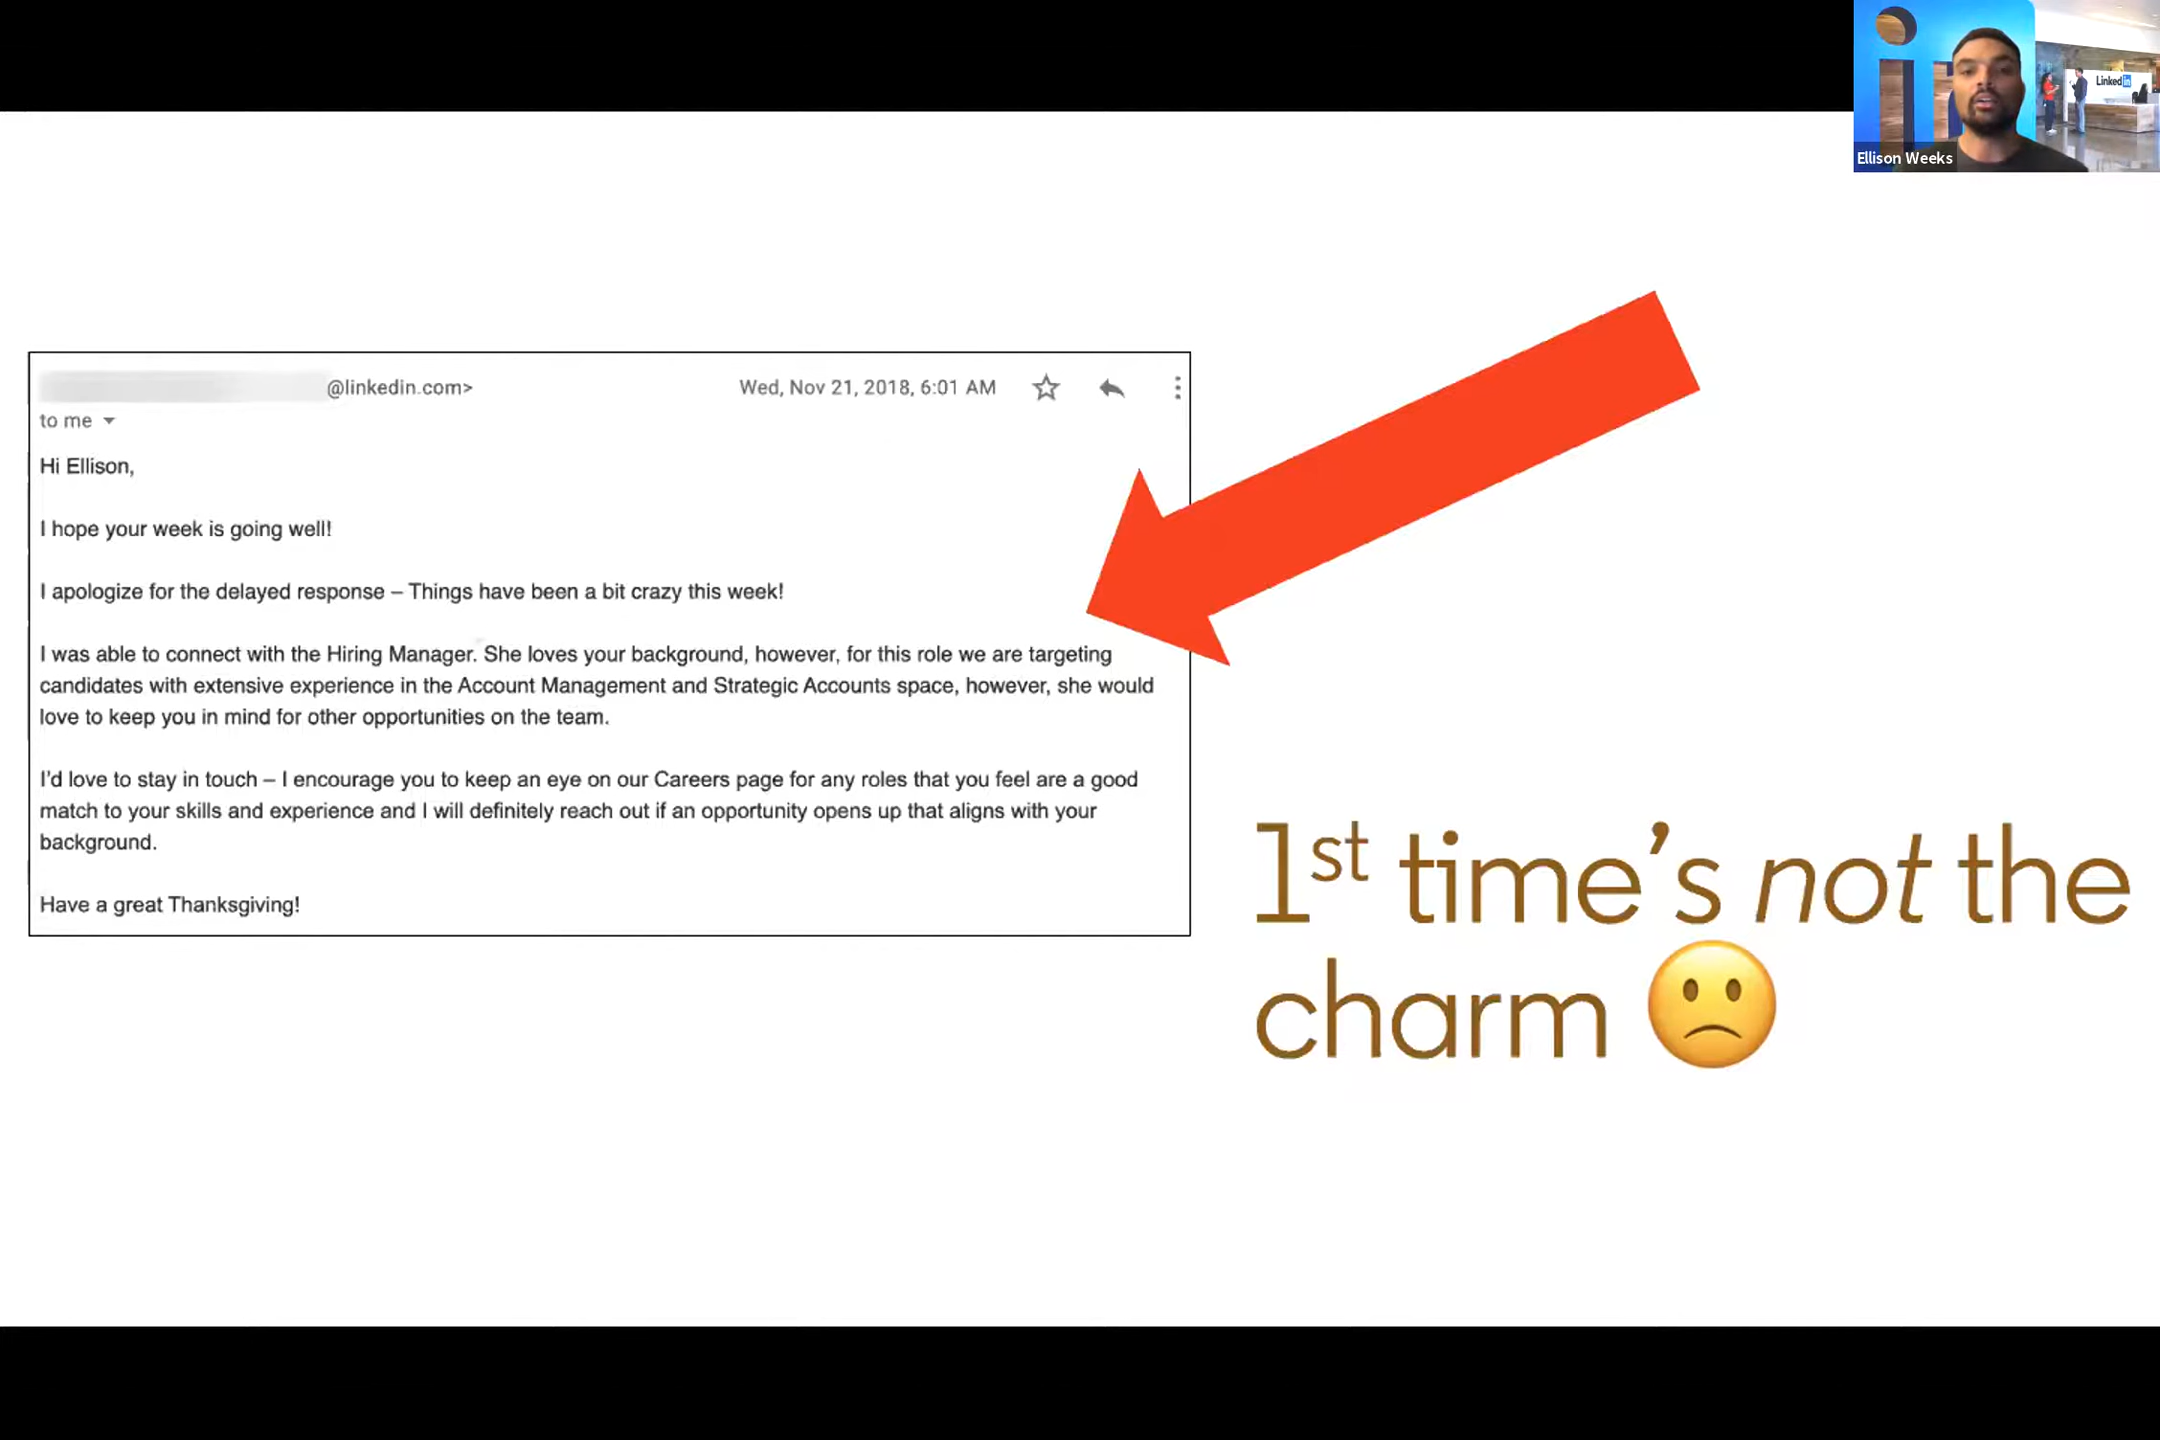 LinkedIn
Ellison Weeks
@linkedin.com>
Wed, Nov 21, 2018, 6:01 AM
to me
Hi Ellison,
I hope your week is going well!
I apologize for the delayed response – Things have been a bit crazy this week!
I was able to connect with the Hiring Manager. She loves your background, however, for this role we are targeting
candidates with extensive experience in the Account Management and Strategic Accounts space, however, she would
love to keep you in mind for other opportunities on the team.
I'd love to stay in touch – I encourage you to keep an eye on our Careers page for any roles that you feel are a good
match to your skills and experience and I will definitely reach out if an opportunity opens up that aligns with your
background.
Have a great Thanksgiving!
1st time’s not the
charm 🙁